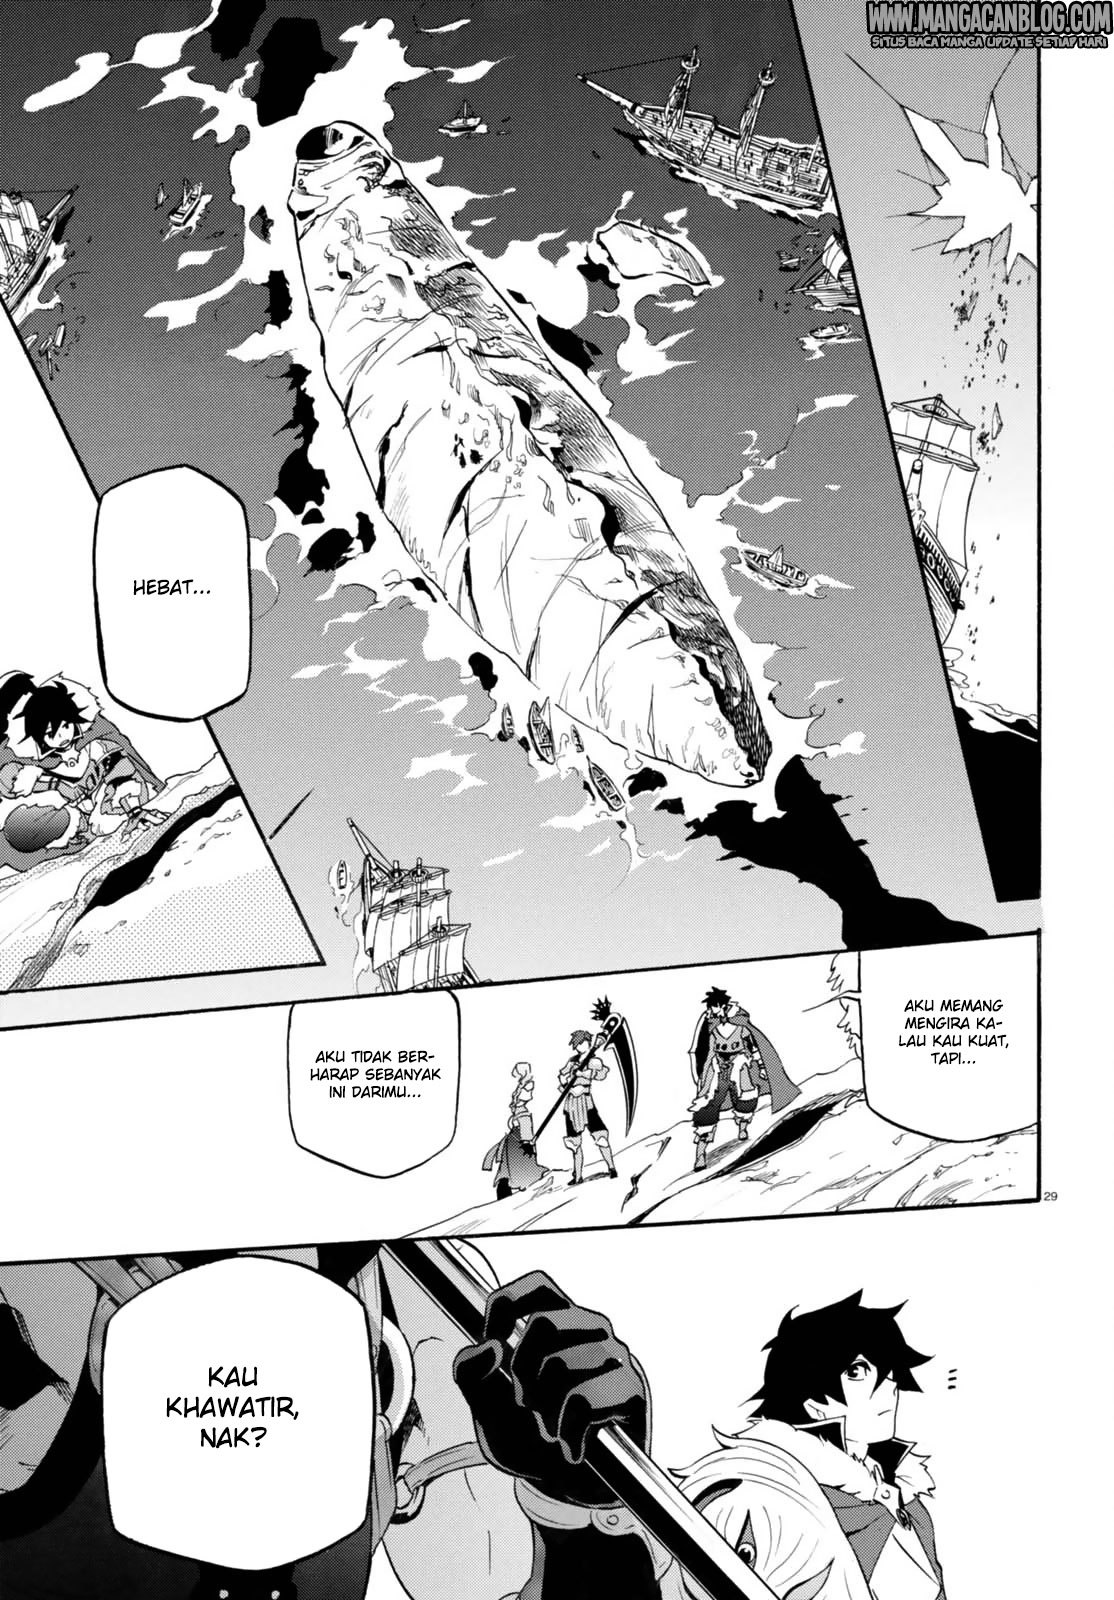 WWW.MANGACANBLOG.COM
SITUS BACA MANGA UPDATE SETIAP HARI
HEBAT...
AKU MEMANG
MENGIRA KA-
LAU KAU KUAT,
TAPI...
AKU TIDAK BER-
HARAP SEBANYAK
INI DARIMU...
29
KAU
KHAWATIR,
NAK?